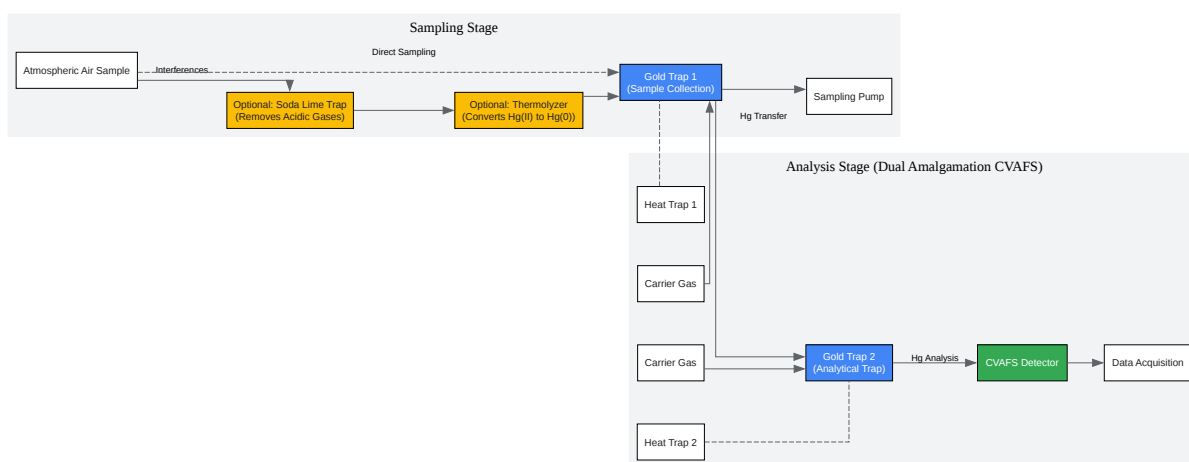 Sampling Stage
Direct Sampling
Atmospheric Air Sample
Interferences
Gold Trap 1
(Sample Collection)
Sampling Pump
Optional: Soda Lime Trap
(Removes Acidic Gases)
Optional: Thermolyzer
(Converts Hg(II) to Hg(0))
Hg Transfer
Analysis Stage (Dual Amalgamation CVAFS)
Heat Trap 1
Carrier Gas
Carrier Gas
Gold Trap 2
(Analytical Trap)
Hg Analysis
CVAFS Detector
Data Acquisition
Heat Trap 2